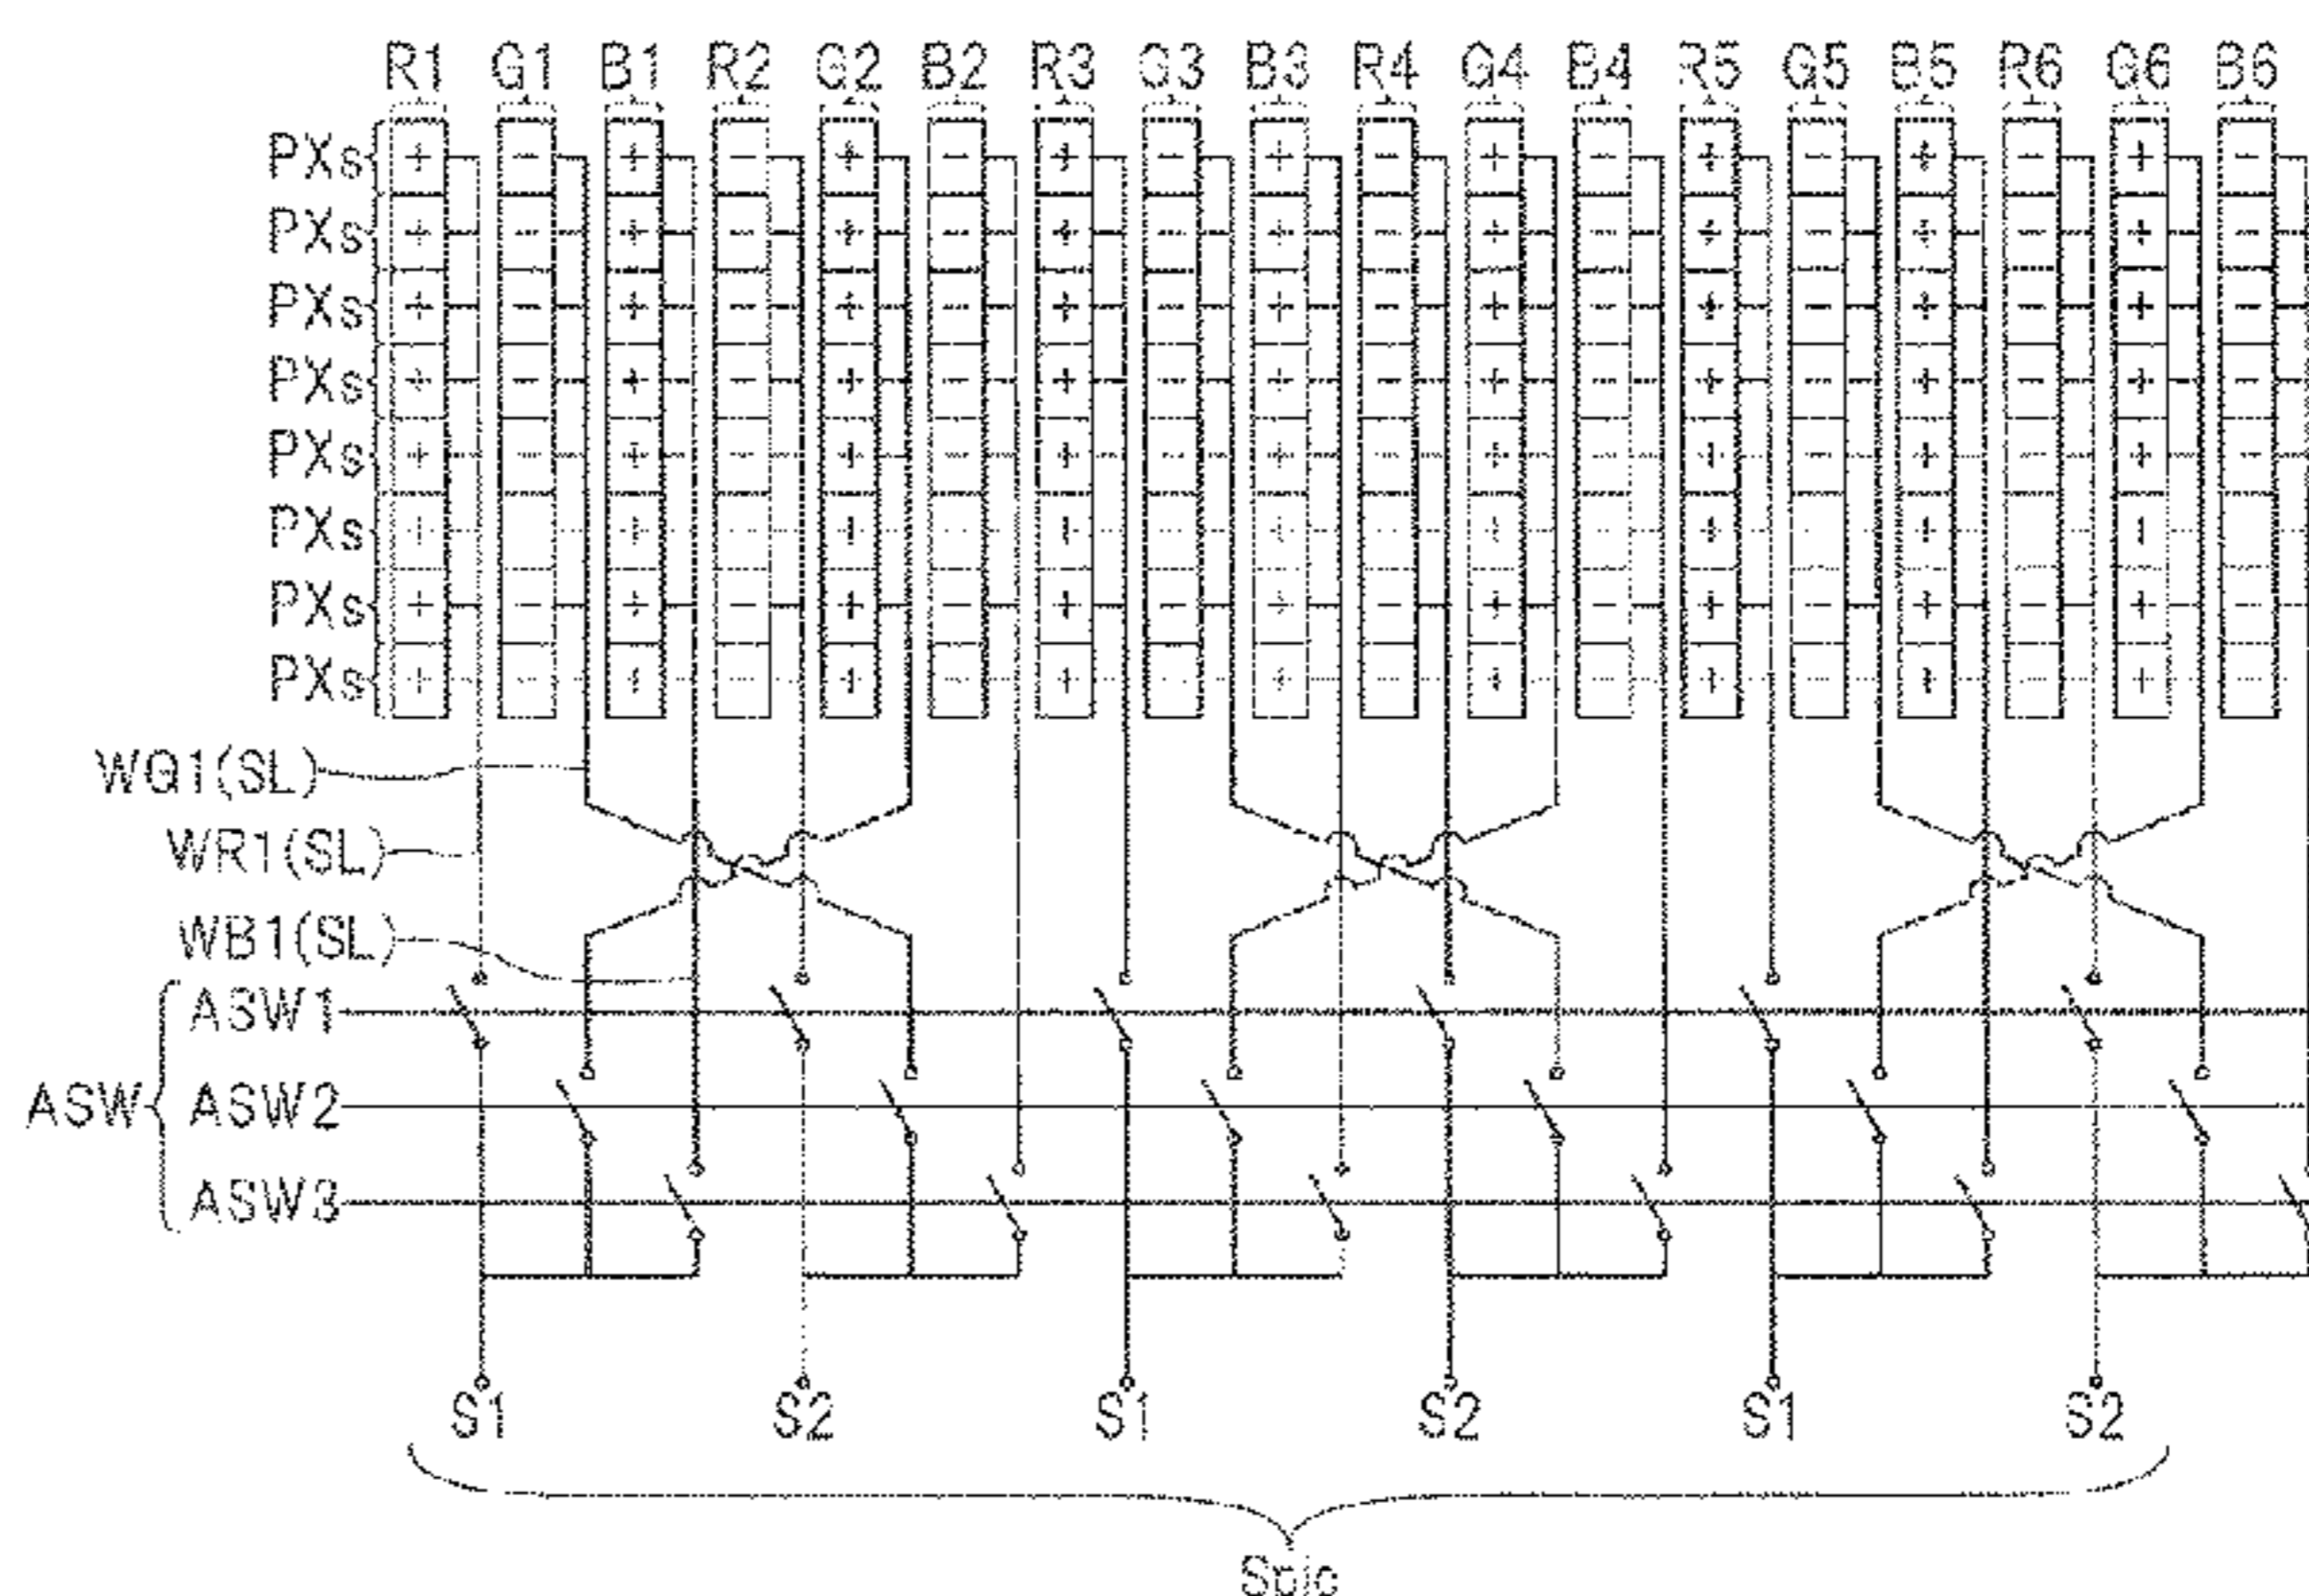 R1 G1 B1 R2 G2 B2 R3 G3 B3 R4 G4 B4 R5 G5 B5 R6 G6 B6
PXs
PXs
PXs
PXs
PXs
PXs
PXs
PXs
WG1(SL)
WR1(SL)
WB1(SL)
ASW1
ASW ASW2
ASW3
S1 S2 S1 S2 S1 S2
Spic